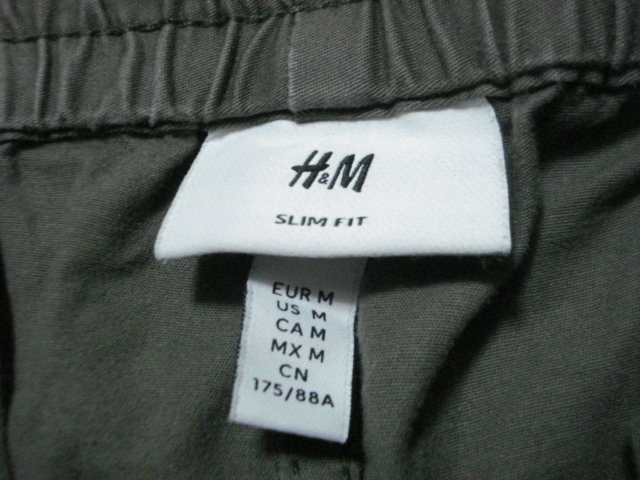 H&M
SLIM FIT
EUR M
US M
CA M
MX M
CN
175/88A